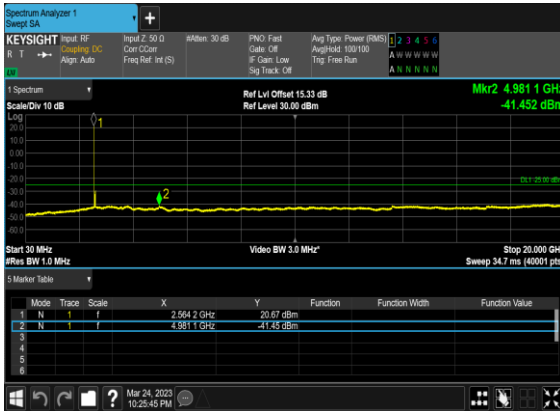 Spectrum Analyzer 1
Swept SA
+
KEYSIGHT Input: RF Input Z: 50 Ω #Atten: 30 dB PNO: Fast Avg Type: Power (RMS) 1 2 3 4 5 6
R T Coupling: DC Corr CCorr Gate: Off Avg|Hold: 100/100 A W W W W W
Align: Auto Freq Ref: Int (S) IF Gain: Low Trig: Free Run
Sig Track: Off A N N N N N
1 Spectrum Ref Lvl Offset 15.33 dB Mkr2 4.981 1 GHz
Scale/Div 10 dB Ref Level 30.00 dBm -41.452 dBm
Log
20.0
10.0
0.00
-10.0
-20.0
-30.0
-40.0
-50.0
-60.0
1
2
DL1 -25.00 dBm
Start 30 MHz Video BW 3.0 MHz* Stop 20.000 GHz
#Res BW 1.0 MHz Sweep 34.7 ms (40001 pts)
5 Marker Table
Mode Trace Scale X Y Function Function Width Function Value
1 N 1 f 2.564 2 GHz 20.67 dBm
2 N 1 f 4.981 1 GHz -41.45 dBm
3
4
5
6
? Mar 24, 2023
10:25:45 PM